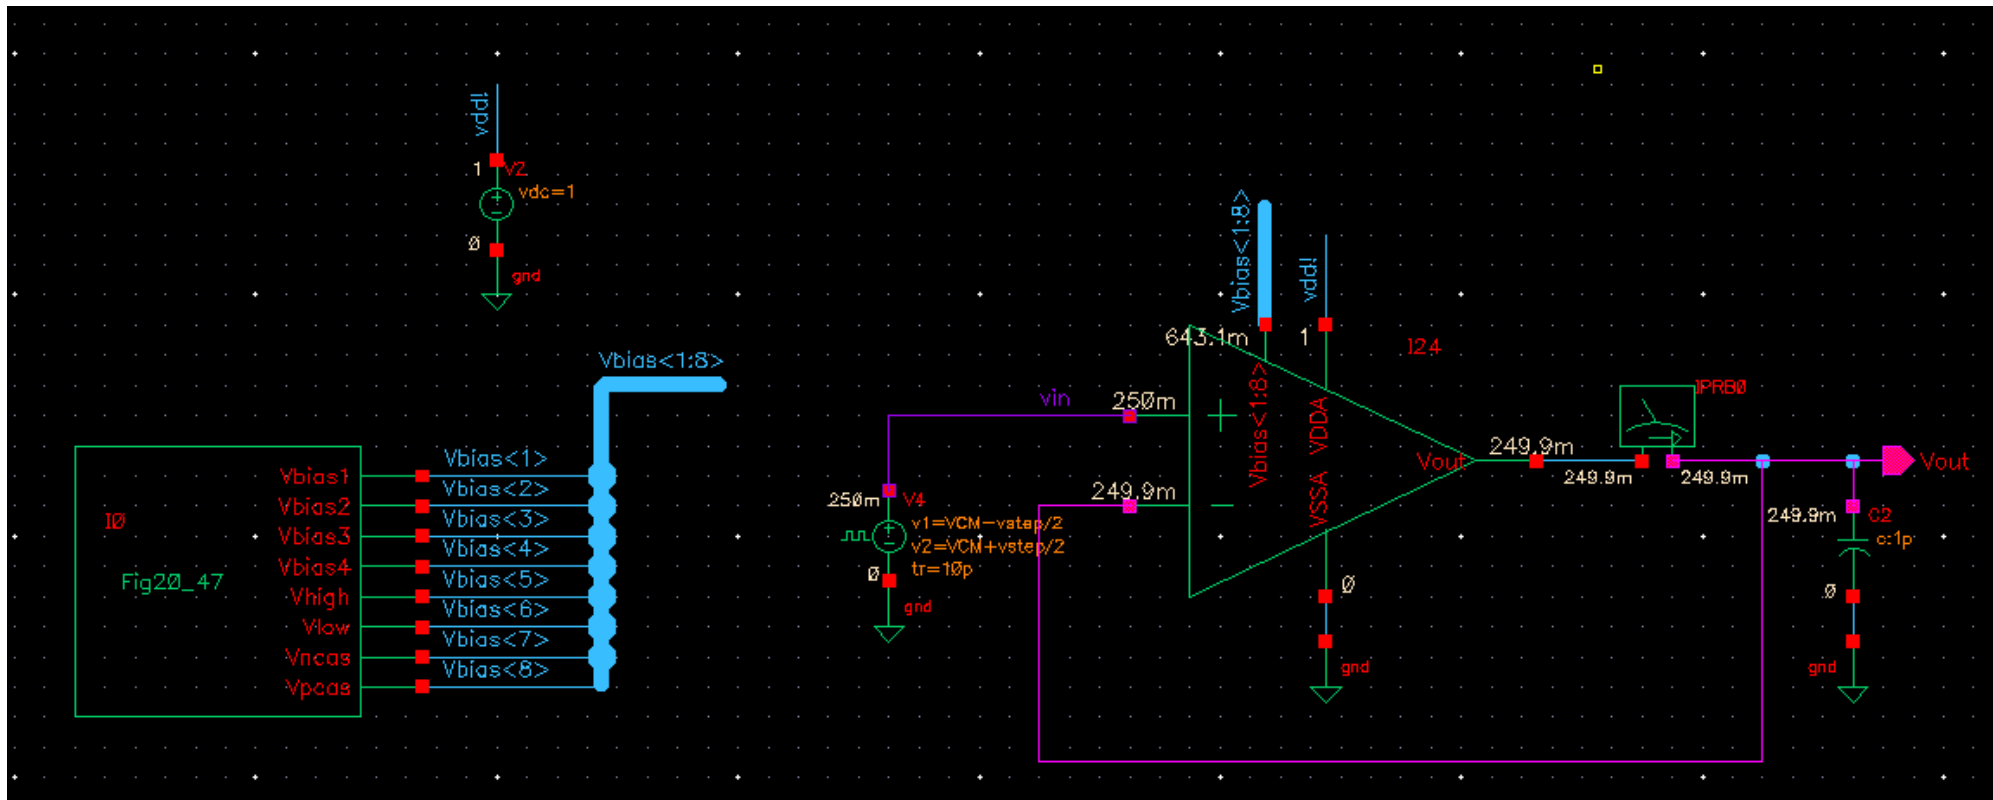 vdd!
1
V2
vdc=1
0
gnd
Vbias<1:8>
Vbias<1>
Vbias<2>
Vbias<3>
Vbias<4>
Vbias<5>
Vbias<6>
Vbias<7>
Vbias<8>
I0
Fig20_47
Vbias1
Vbias2
Vbias3
Vbias4
Vhigh
Vlow
Vncas
Vpcas
Vbias<1:8>
vdd!
643.1m
1
I24
vin
250m
Vbias<1:8>
VDDA
VSSA
Vout
249.9m
249.9m
250m
V4
v1=VCM-vstep/2
v2=VCM+vstep/2
tr=10p
0
gnd
0
gnd
IPRB0
249.9m
249.9m
Vout
249.9m
C2
c:1p
0
gnd